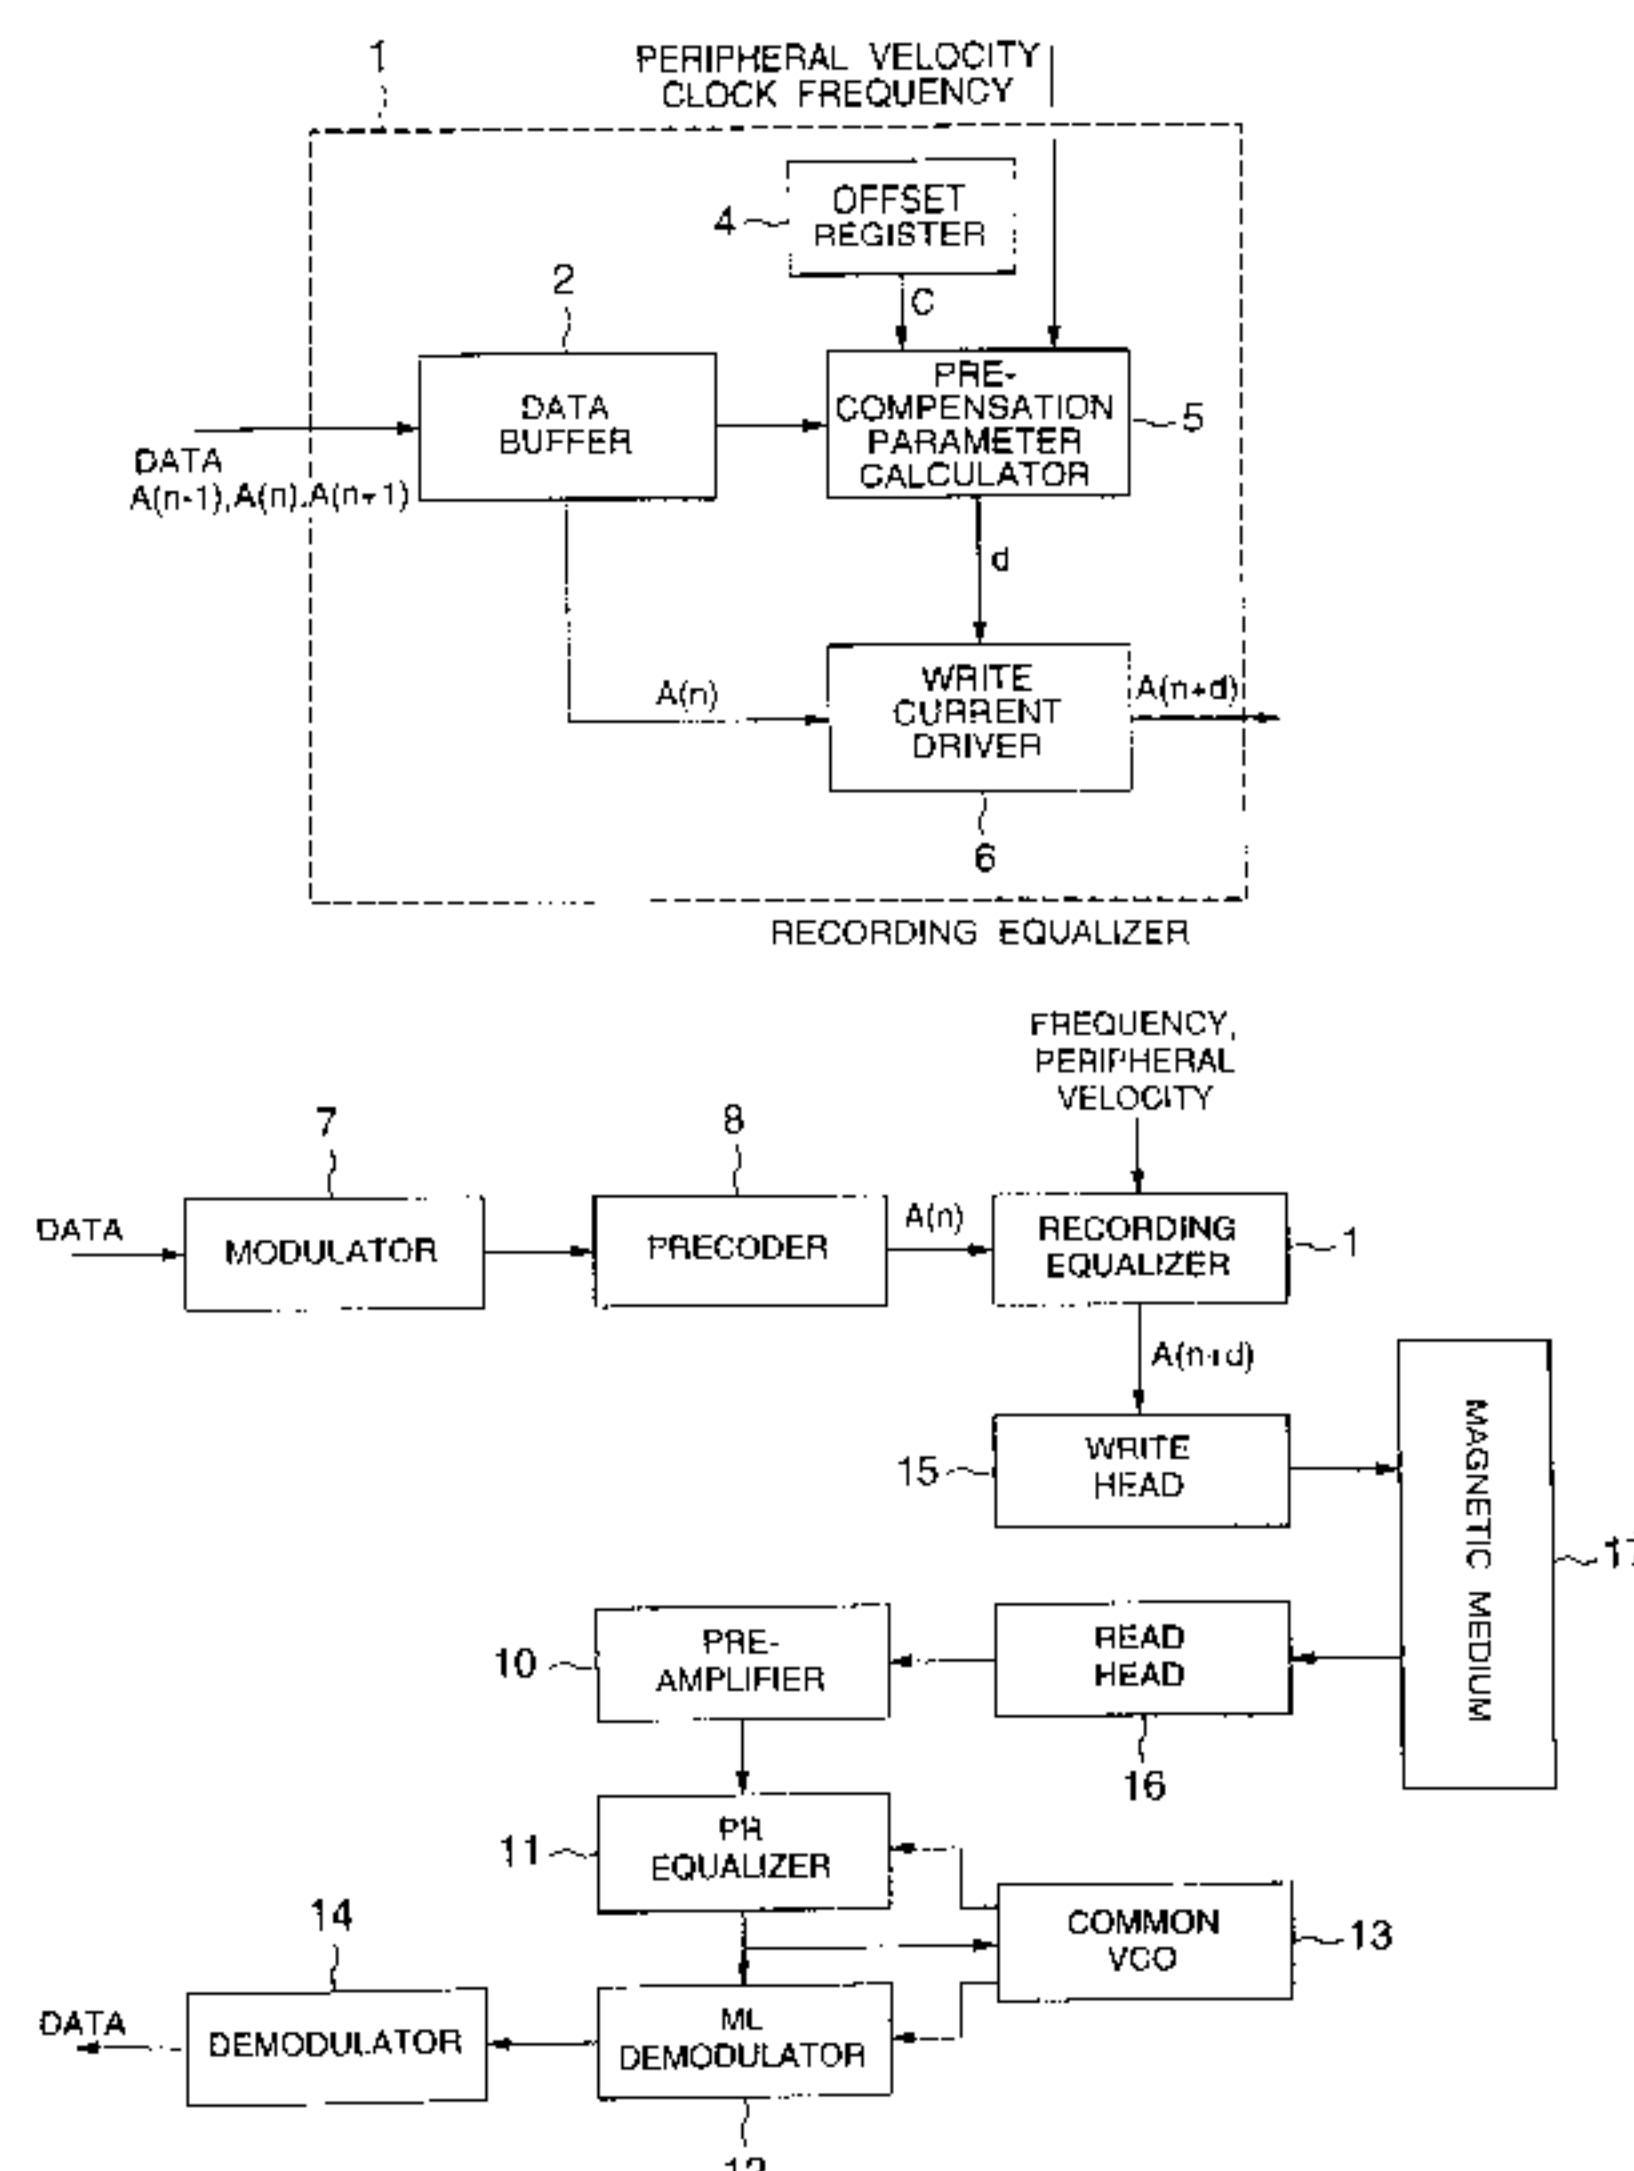 1
PERIPHERAL VELOCITY
CLOCK FREQUENCY
4
OFFSET
REGISTER
C
2
DATA
BUFFER
PRE-
COMPENSATION
PARAMETER
CALCULATOR
5
DATA
A(n-1),A(n),A(n+1)
d
A(n)
WRITE
CURRENT
DRIVER
A(n+d)
6
RECORDING EQUALIZER
FREQUENCY,
PERIPHERAL
VELOCITY
7
8
DATA
MODULATOR
PRECODER
A(n)
RECORDING
EQUALIZER
1
A(n+d)
15
WRITE
HEAD
MAGNETIC MEDIUM
17
10
PRE-
AMPLIFIER
READ
HEAD
16
11
PR
EQUALIZER
COMMON
VCO
13
14
DATA
DEMODULATOR
ML
DEMODULATOR
12